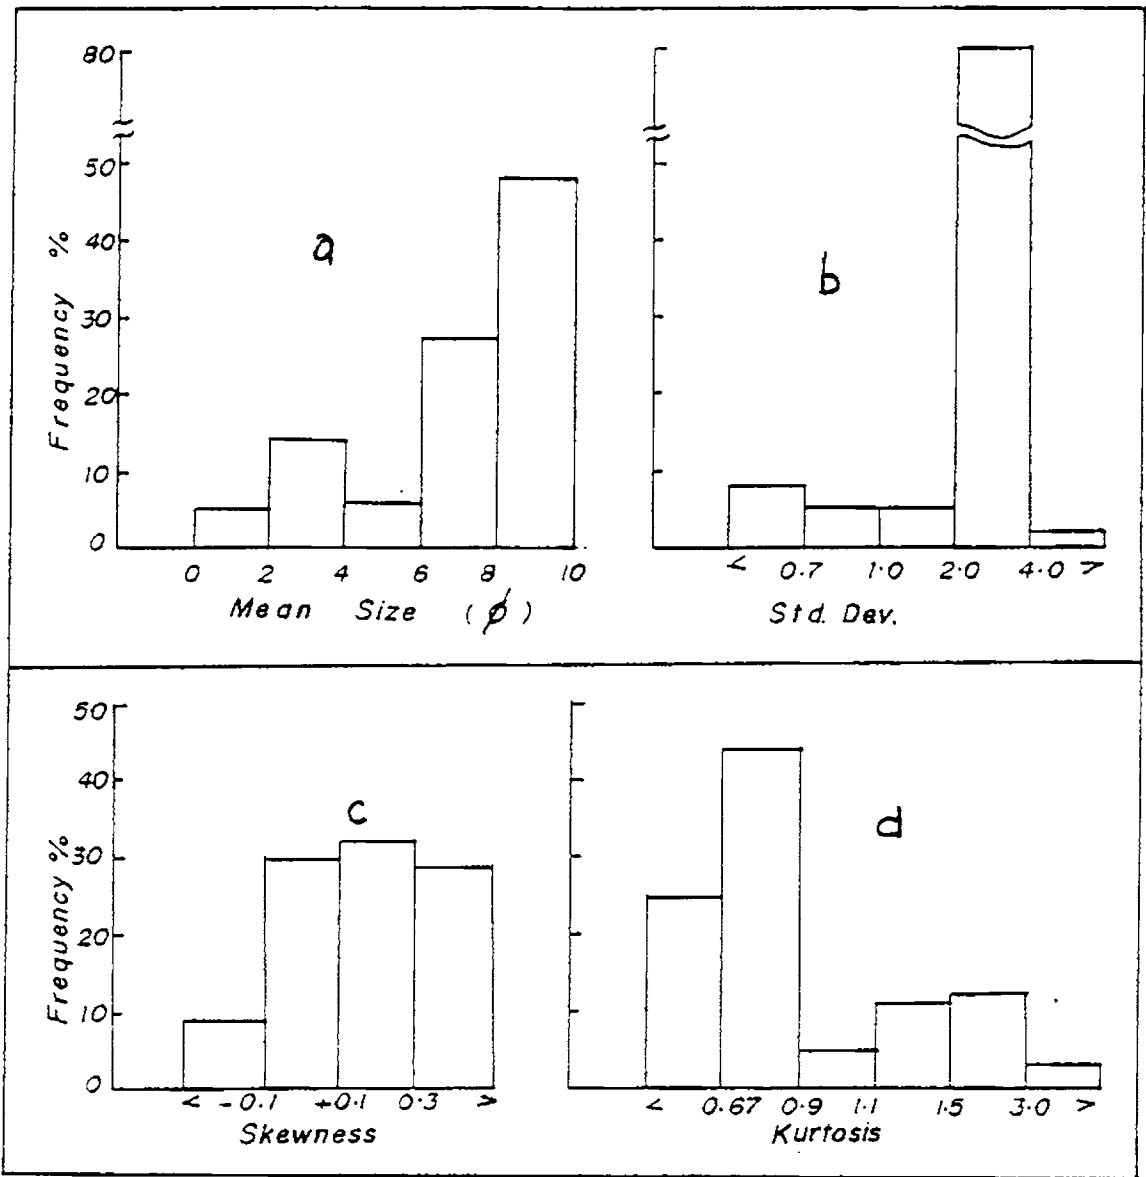 80
50
40
30
20
10
0
Frequency %
a
0 2 4 6 8 10
Mean Size (ϕ)
b
< 0.7 1.0 2.0 4.0 >
Std. Dev.
50
40
30
20
10
0
Frequency %
c
< -0.1 +0.1 0.3 >
Skewness
d
< 0.67 0.9 1.1 1.5 3.0 >
Kurtosis